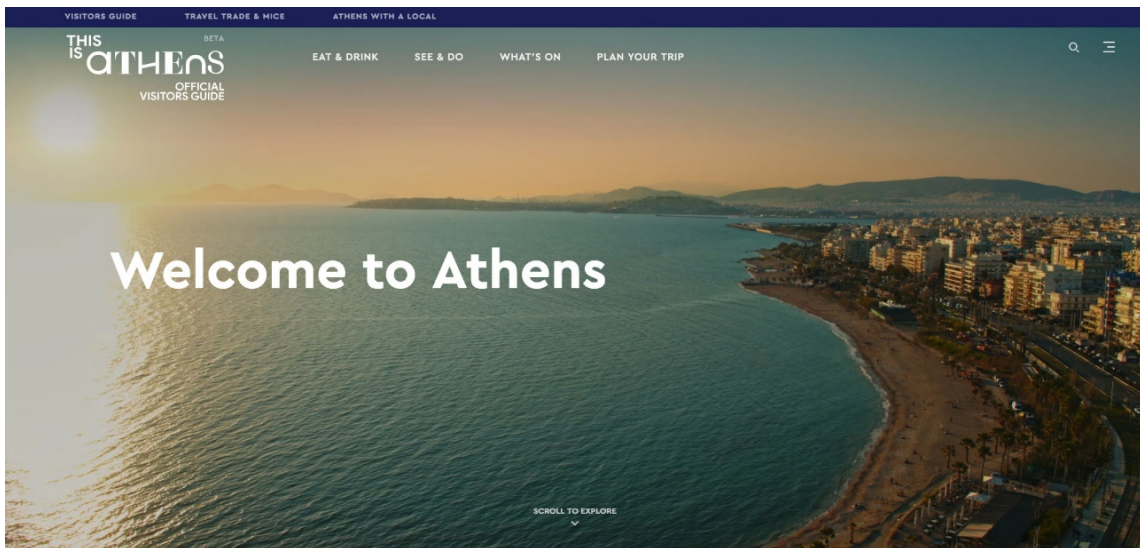 VISITORS GUIDE TRAVEL TRADE & MICE ATHENS WITH A LOCAL
BETA
THIS IS ATHEnS
OFFICIAL
VISITORS GUIDE
EAT & DRINK SEE & DO WHAT'S ON PLAN YOUR TRIP
Welcome to Athens
SCROLL TO EXPLORE